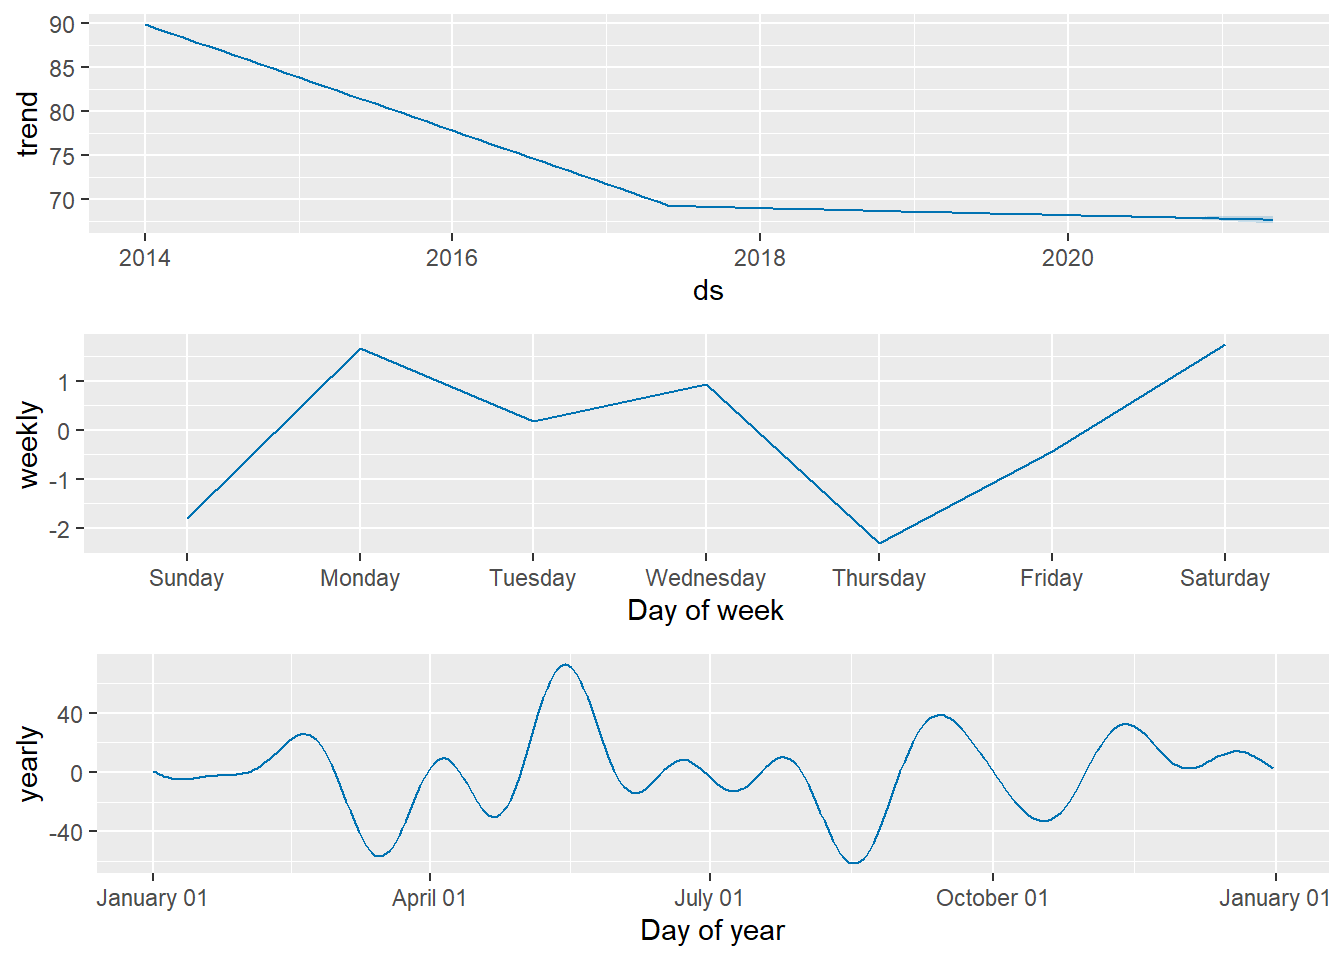 trend
90
85
80
75
70
2014 2016 2018 2020
ds
weekly
1
0
-1
-2
Sunday Monday Tuesday Wednesday Thursday Friday Saturday
Day of week
yearly
40
0
-40
January 01 April 01 July 01 October 01 January 01
Day of year